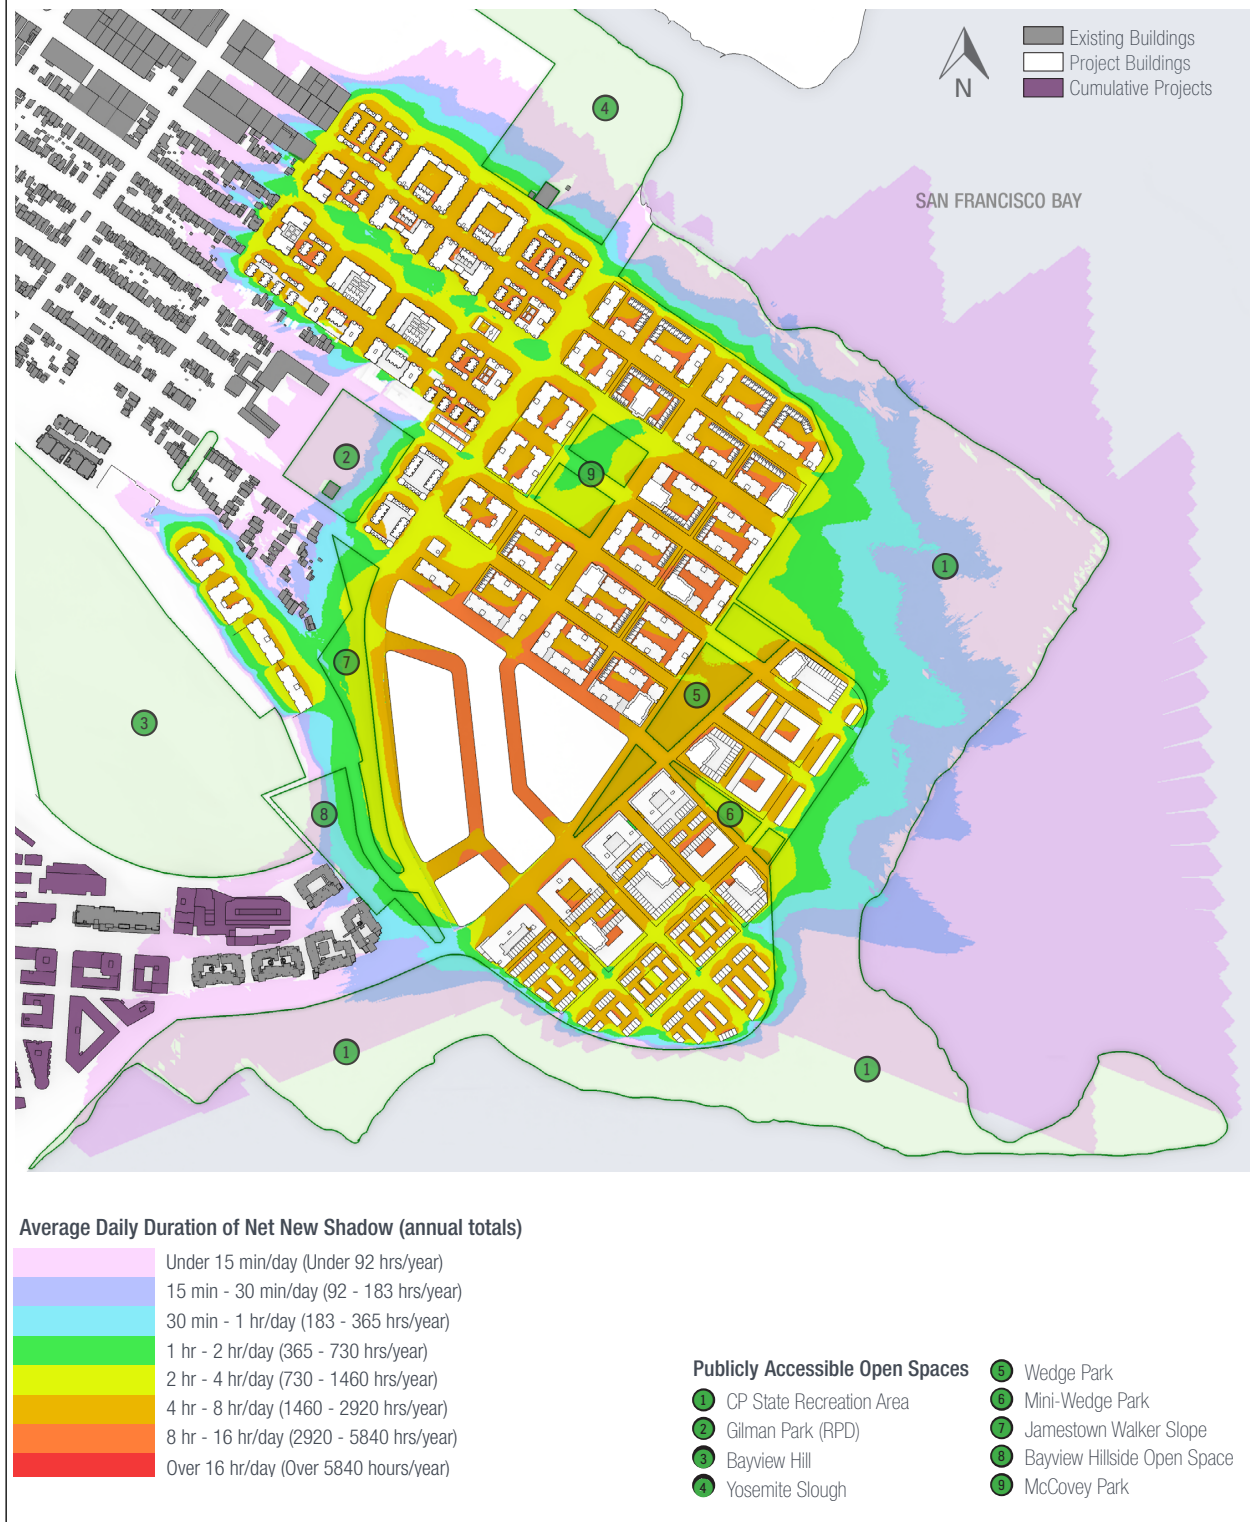 Existing Buildings
Project Buildings
Cumulative Projects
N
SAN FRANCISCO BAY
4
2
9
1
3
7
5
8
6
1
1
Average Daily Duration of Net New Shadow (annual totals)
Under 15 min/day (Under 92 hrs/year)
15 min - 30 min/day (92 - 183 hrs/year)
30 min - 1 hr/day (183 - 365 hrs/year)
1 hr - 2 hr/day (365 - 730 hrs/year)
2 hr - 4 hr/day (730 - 1460 hrs/year)
4 hr - 8 hr/day (1460 - 2920 hrs/year)
8 hr - 16 hr/day (2920 - 5840 hrs/year)
Over 16 hr/day (Over 5840 hours/year)
Publicly Accessible Open Spaces
1 CP State Recreation Area
2 Gilman Park (RPD)
3 Bayview Hill
4 Yosemite Slough
5 Wedge Park
6 Mini-Wedge Park
7 Jamestown Walker Slope
8 Bayview Hillside Open Space
9 McCovey Park